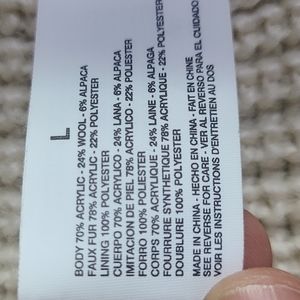 L
BODY 70% ACRYLIC - 24% WOOL - 6% ALPACA
FAUX FUR 78% ACRYLIC - 22% POLYESTER
LINING 100% POLYESTER
CUERPO 70% ACRYLICO - 24% LANA - 6% ALPACA
IMITACION DE PIEL 78% ACRYLIC - 22% POLIESTER
FORRO 100% POLIESTER
CORPS 70% ACRYLIQUE - 24% LAINE - 6% ALPAGA
FOURRURE SYNTHETIQUE 78% ACRYLIQUE - 22% POLYESTER
DOUBLURE 100% POLYESTER
MADE IN CHINA - HECHO EN CHINA - FAIT EN CHINE
SEE REVERSE FOR CARE - VER AL REVERSO PARA EL CUIDADO
VOIR LES INSTRUCTIONS D'ENTRETIEN AU DOS